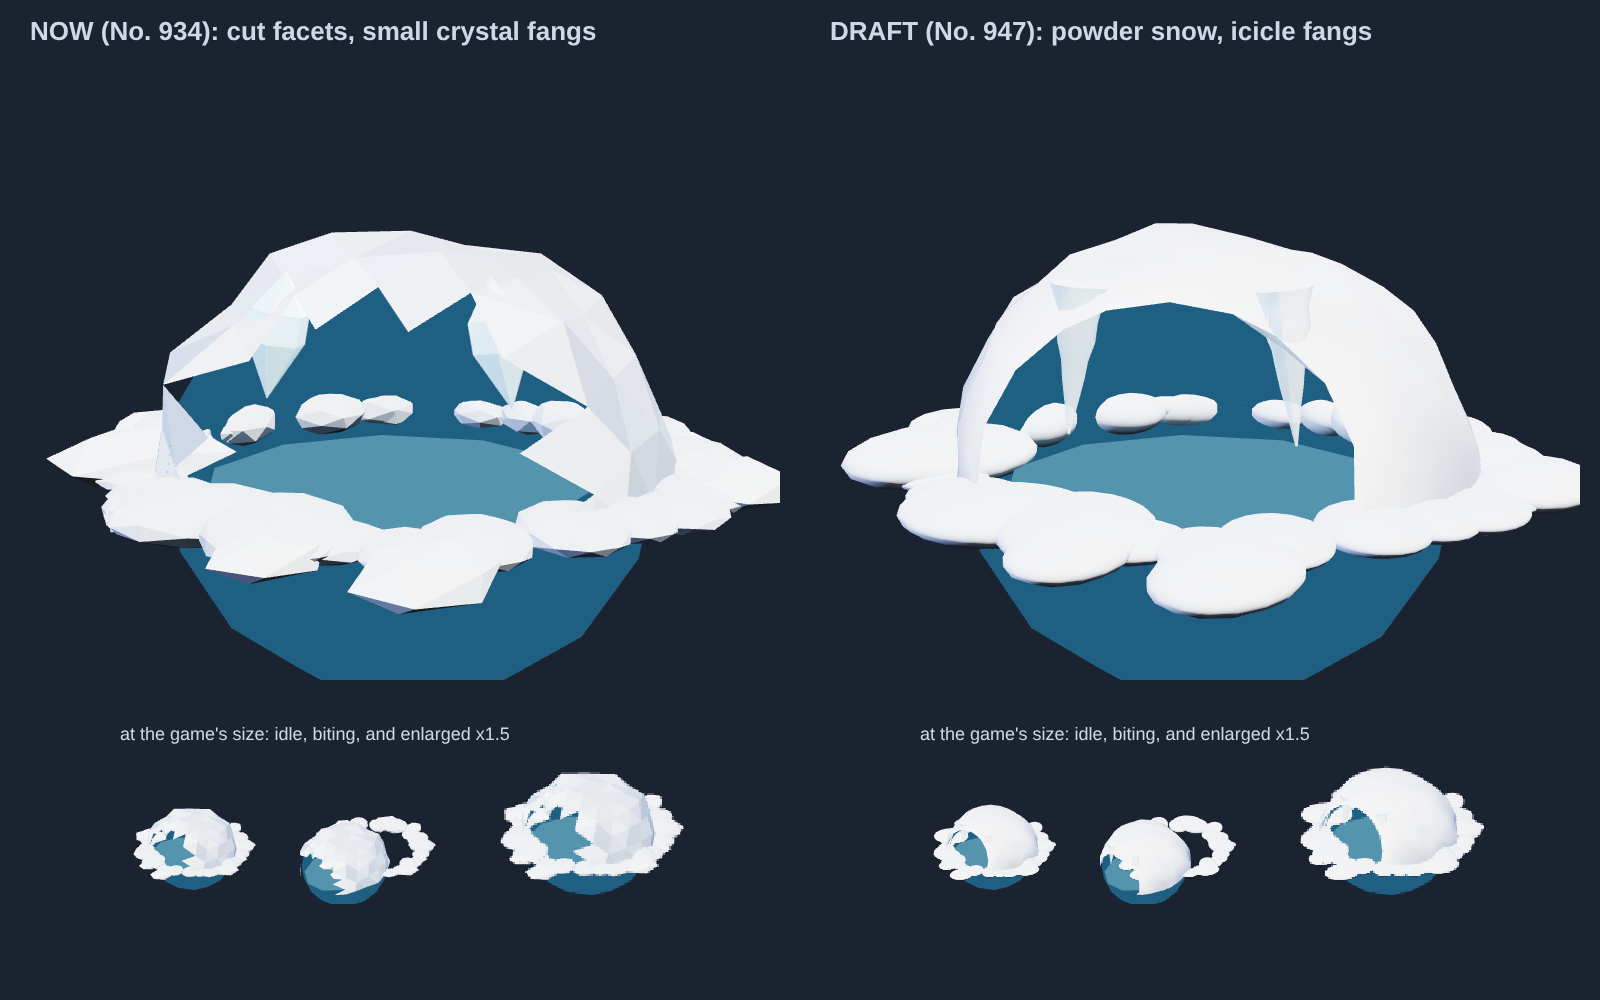 NOW (No. 934): cut facets, small crystal fangs
DRAFT (No. 947): powder snow, icicle fangs
at the game's size: idle, biting, and enlarged x1.5
at the game's size: idle, biting, and enlarged x1.5